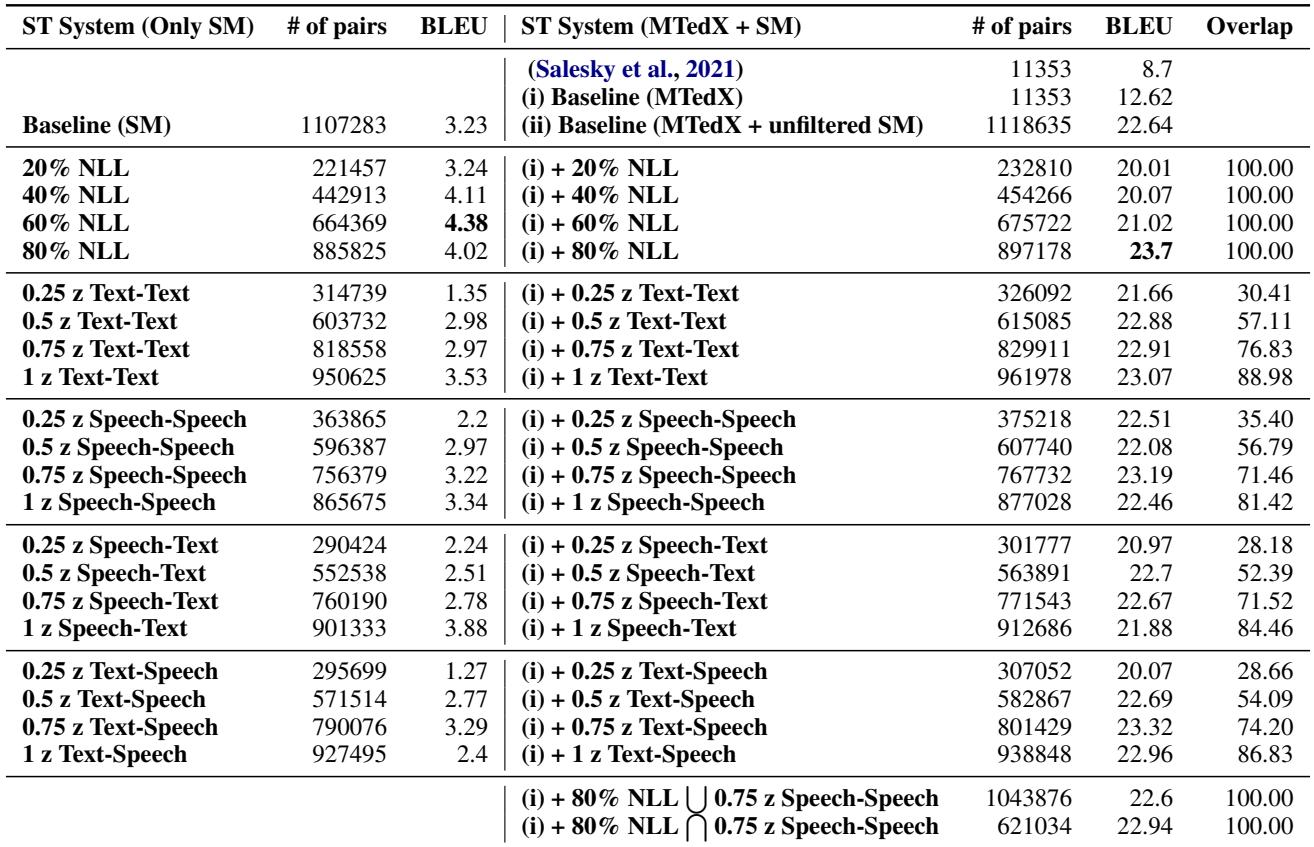 ST System (Only SM) # of pairs BLEU ST System (MTedX + SM) # of pairs BLEU Overlap
(Salesky et al., 2021) 11353 8.7
(i) Baseline (MTedX) 11353 12.62
Baseline (SM) 1107283 3.23 (ii) Baseline (MTedX + unfiltered SM) 1118635 22.64
20% NLL 221457 3.24 (i) + 20% NLL 232810 20.01 100.00
40% NLL 442913 4.11 (i) + 40% NLL 454266 20.07 100.00
60% NLL 664369 4.38 (i) + 60% NLL 675722 21.02 100.00
80% NLL 885825 4.02 (i) + 80% NLL 897178 23.7 100.00
0.25 z Text-Text 314739 1.35 (i) + 0.25 z Text-Text 326092 21.66 30.41
0.5 z Text-Text 603732 2.98 (i) + 0.5 z Text-Text 615085 22.88 57.11
0.75 z Text-Text 818558 2.97 (i) + 0.75 z Text-Text 829911 22.91 76.83
1 z Text-Text 950625 3.53 (i) + 1 z Text-Text 961978 23.07 88.98
0.25 z Speech-Speech 363865 2.2 (i) + 0.25 z Speech-Speech 375218 22.51 35.40
0.5 z Speech-Speech 596387 2.97 (i) + 0.5 z Speech-Speech 607740 22.08 56.79
0.75 z Speech-Speech 756379 3.22 (i) + 0.75 z Speech-Speech 767732 23.19 71.46
1 z Speech-Speech 865675 3.34 (i) + 1 z Speech-Speech 877028 22.46 81.42
0.25 z Speech-Text 290424 2.24 (i) + 0.25 z Speech-Text 301777 20.97 28.18
0.5 z Speech-Text 552538 2.51 (i) + 0.5 z Speech-Text 563891 22.7 52.39
0.75 z Speech-Text 760190 2.78 (i) + 0.75 z Speech-Text 771543 22.67 71.52
1 z Speech-Text 901333 3.88 (i) + 1 z Speech-Text 912686 21.88 84.46
0.25 z Text-Speech 295699 1.27 (i) + 0.25 z Text-Speech 307052 20.07 28.66
0.5 z Text-Speech 571514 2.77 (i) + 0.5 z Text-Speech 582867 22.69 54.09
0.75 z Text-Speech 790076 3.29 (i) + 0.75 z Text-Speech 801429 23.32 74.20
1 z Text-Speech 927495 2.4 (i) + 1 z Text-Speech 938848 22.96 86.83
(i) + 80% NLL ⋃ 0.75 z Speech-Speech 1043876 22.6 100.00
(i) + 80% NLL ⋂ 0.75 z Speech-Speech 621034 22.94 100.00